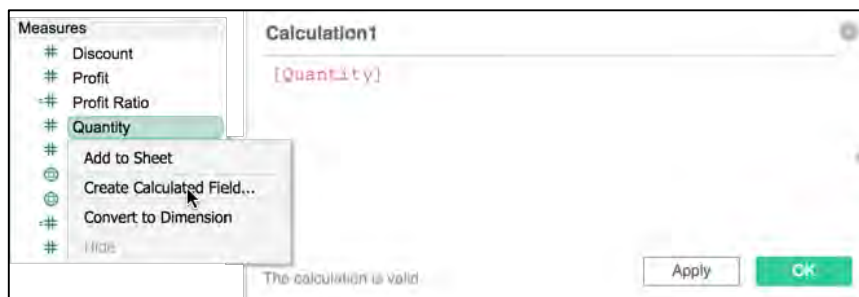 Measures
# Discount
# Profit
=# Profit Ratio
# Quantity
Add to Sheet
Create Calculated Field...
Convert to Dimension
Hide
Calculation1
[Quantity]
The calculation is valid.
Apply
OK